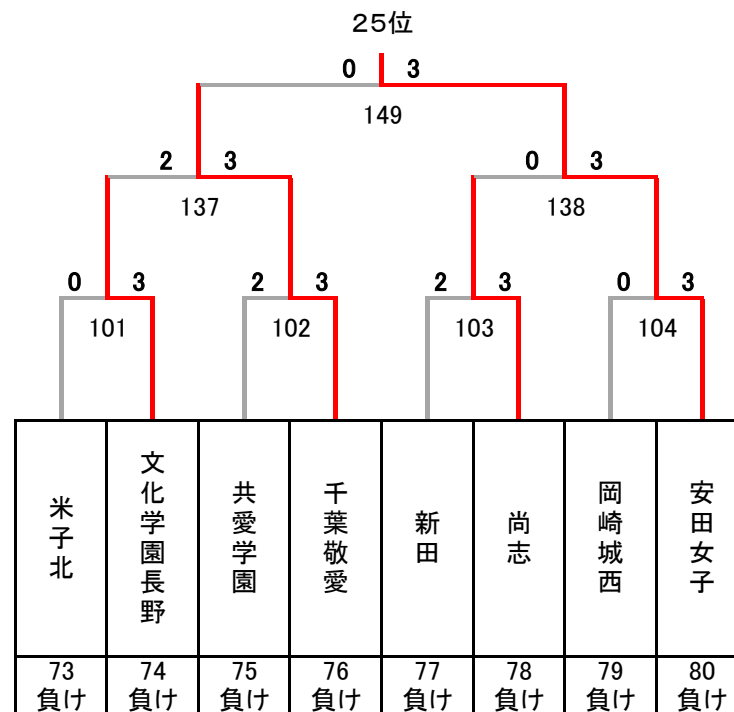 25位
0 3
149
2 3
0 3
137
138
0 3
2 3
2 3
0 3
101
102
103
104
米子北
文化学園長野
共愛学園
千葉敬愛
新田
尚志
岡崎城西
安田女子
73
負け
74
負け
75
負け
76
負け
77
負け
78
負け
79
負け
80
負け